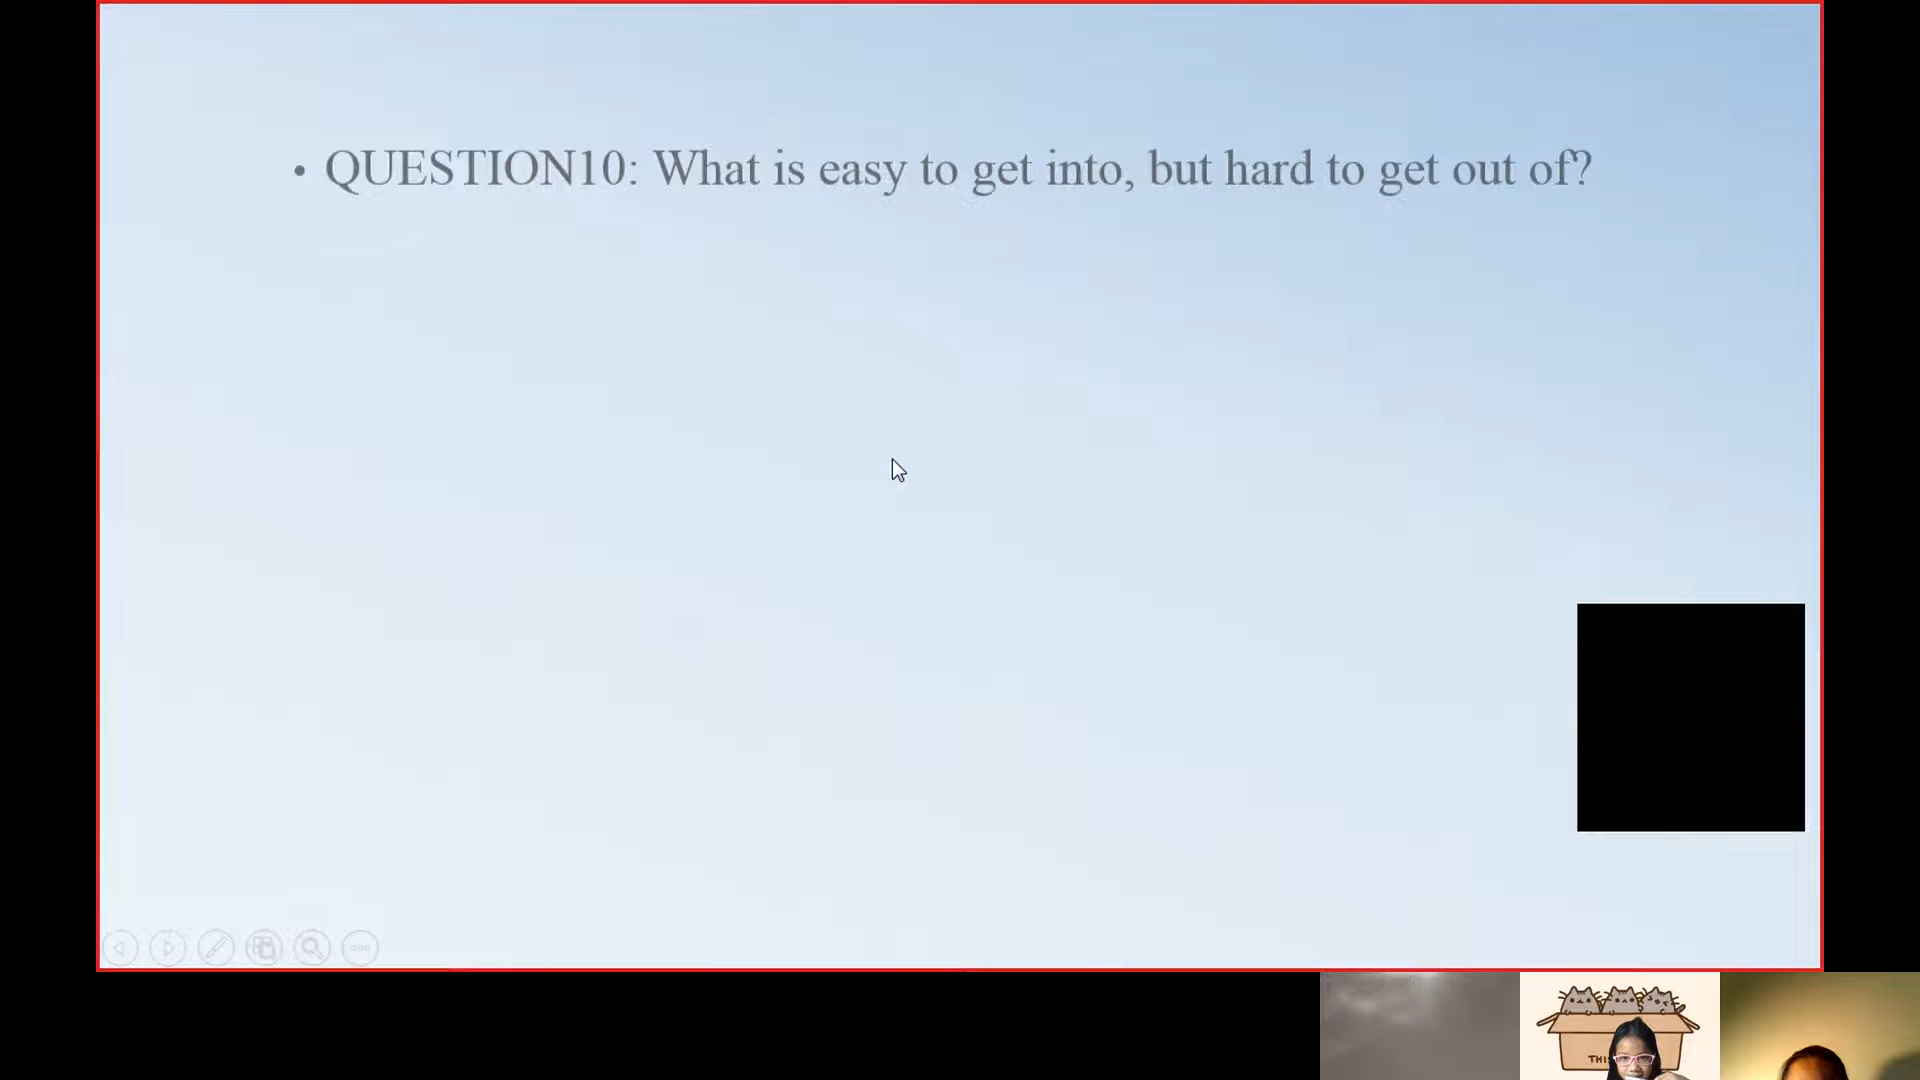 • QUESTION10: What is easy to get into, but hard to get out of?